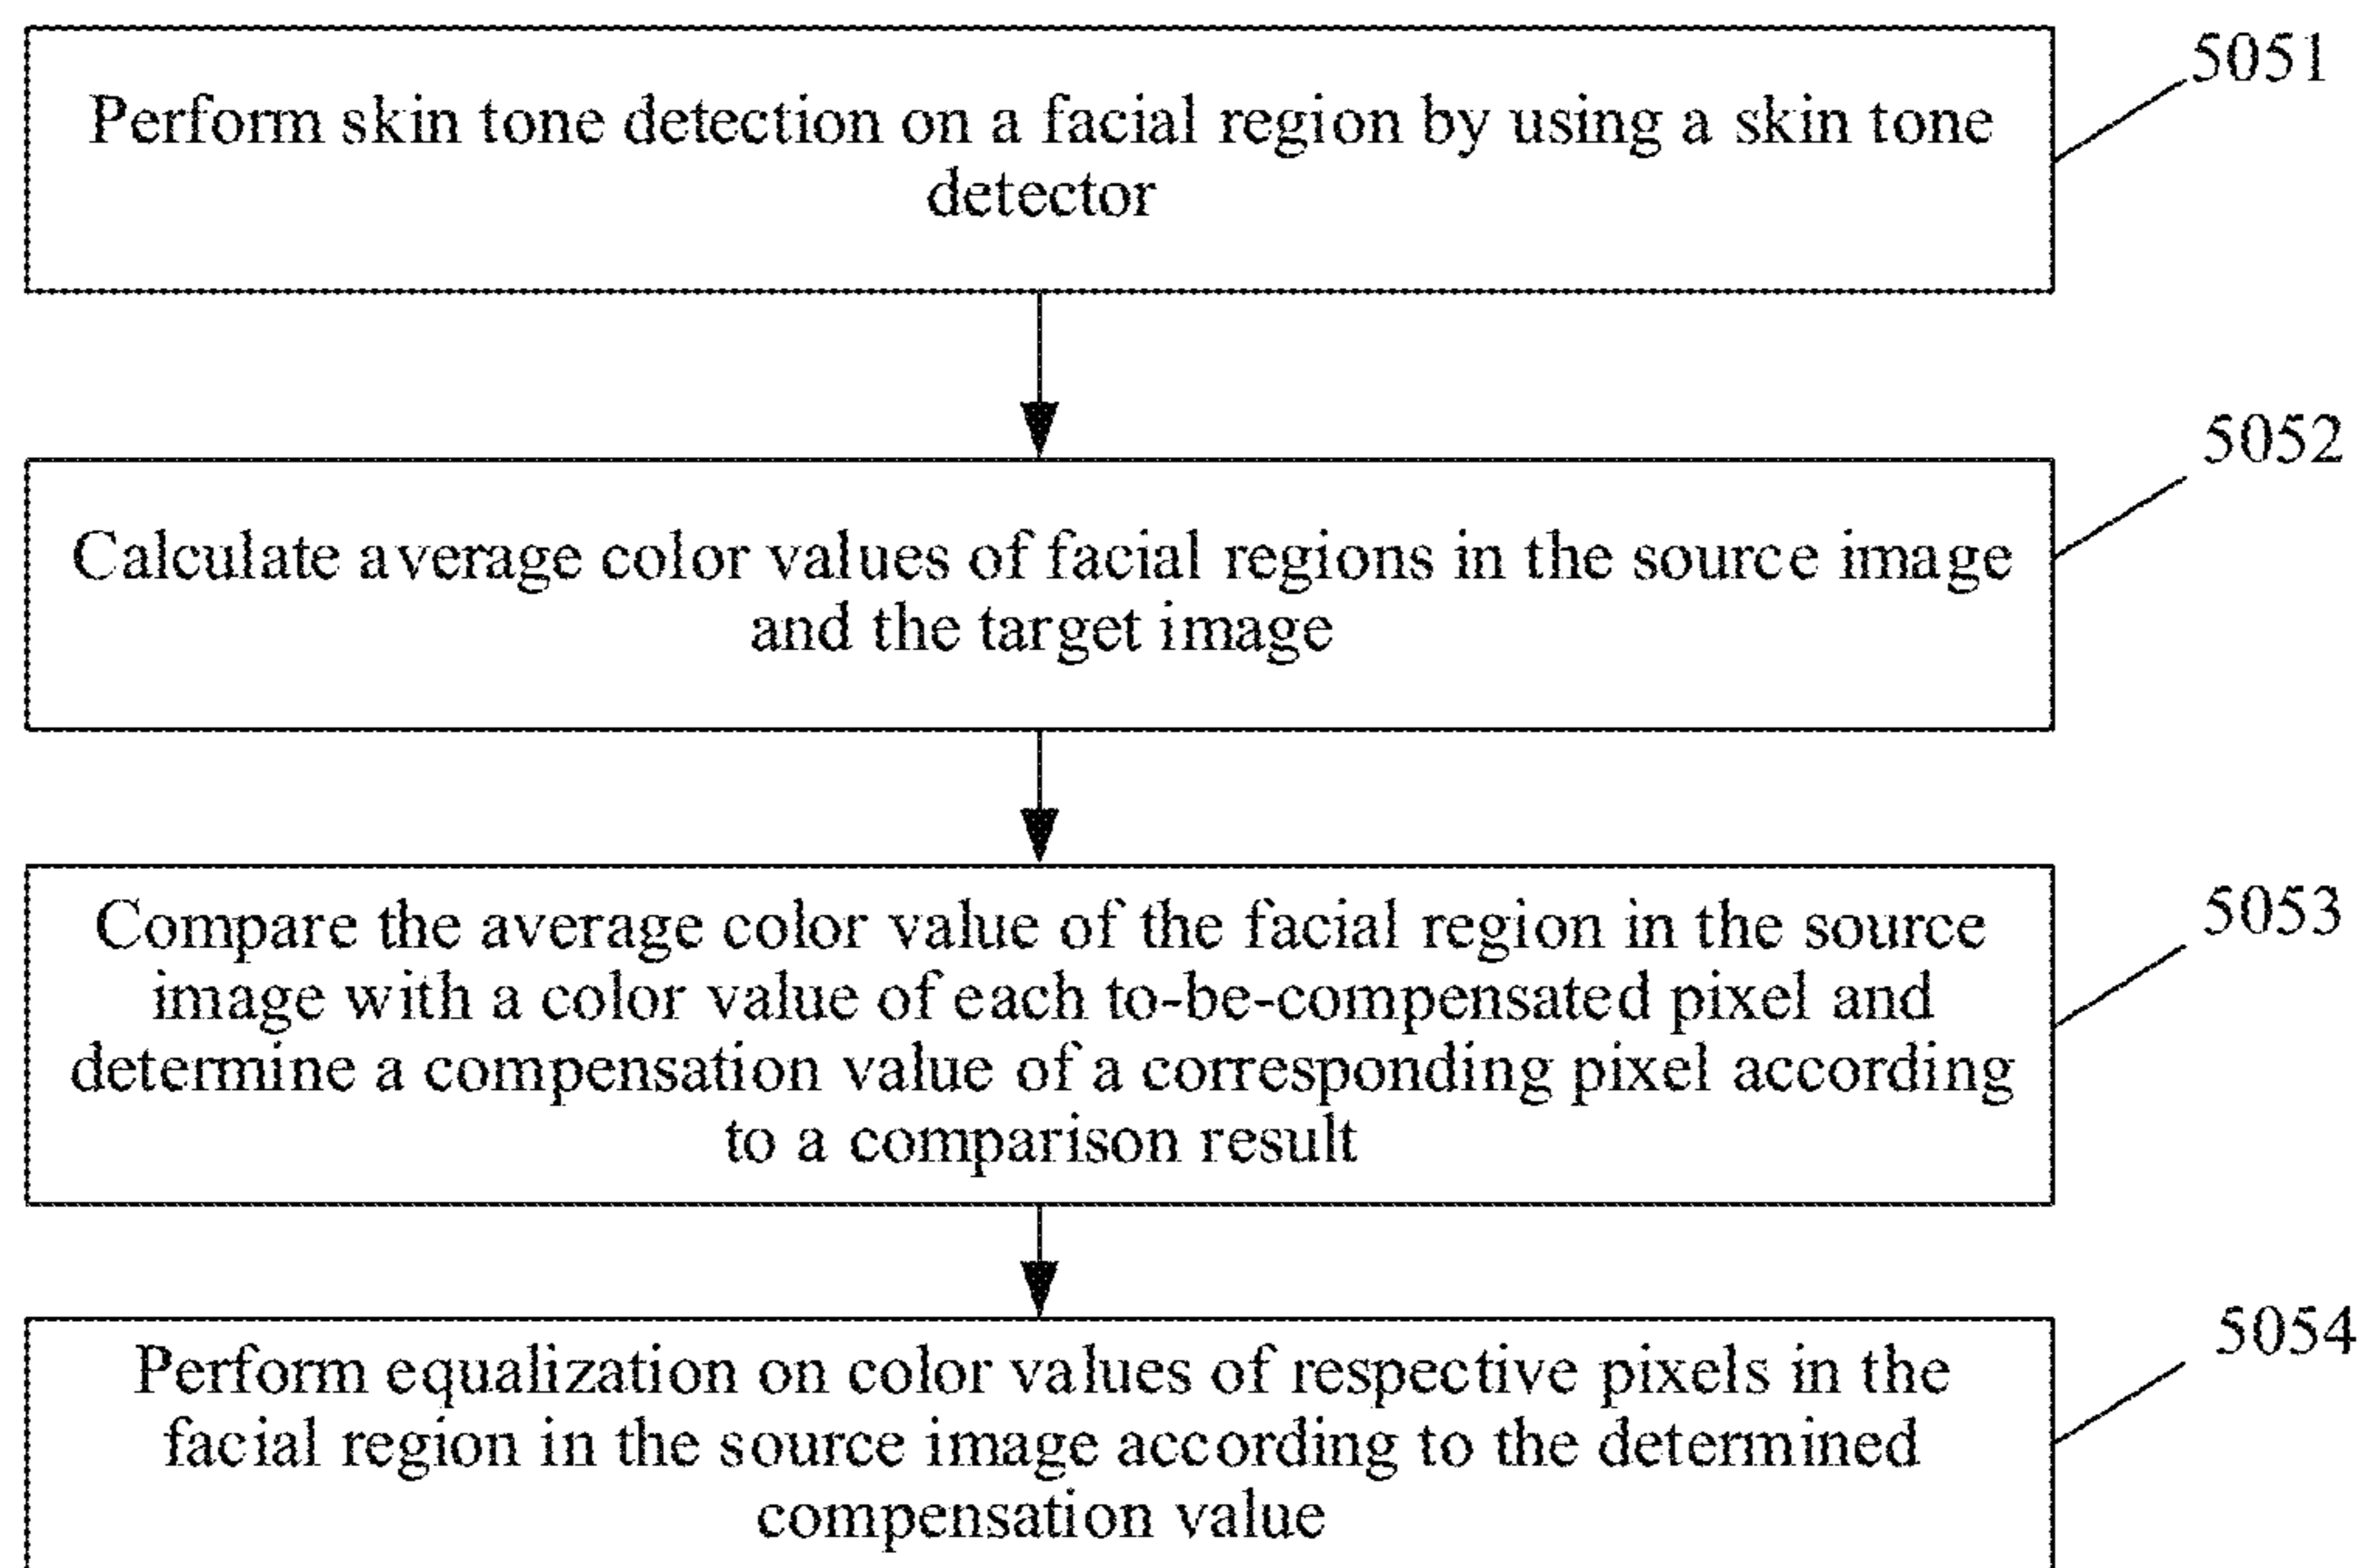 5051
Perform skin tone detection on a facial region by using a skin tone
detector
5052
Calculate average color values of facial regions in the source image
and the target image
5053
Compare the average color value of the facial region in the source
image with a color value of each to-be-compensated pixel and
determine a compensation value of a corresponding pixel according
to a comparison result
5054
Perform equalization on color values of respective pixels in the
facial region in the source image according to the determined
compensation value